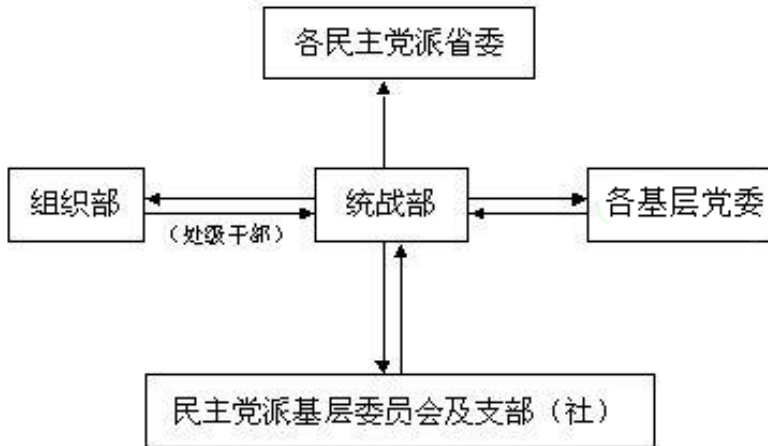 各民主党派省委
组织部
统战部
各基层党委
（处级干部）
民主党派基层委员会及支部（社）